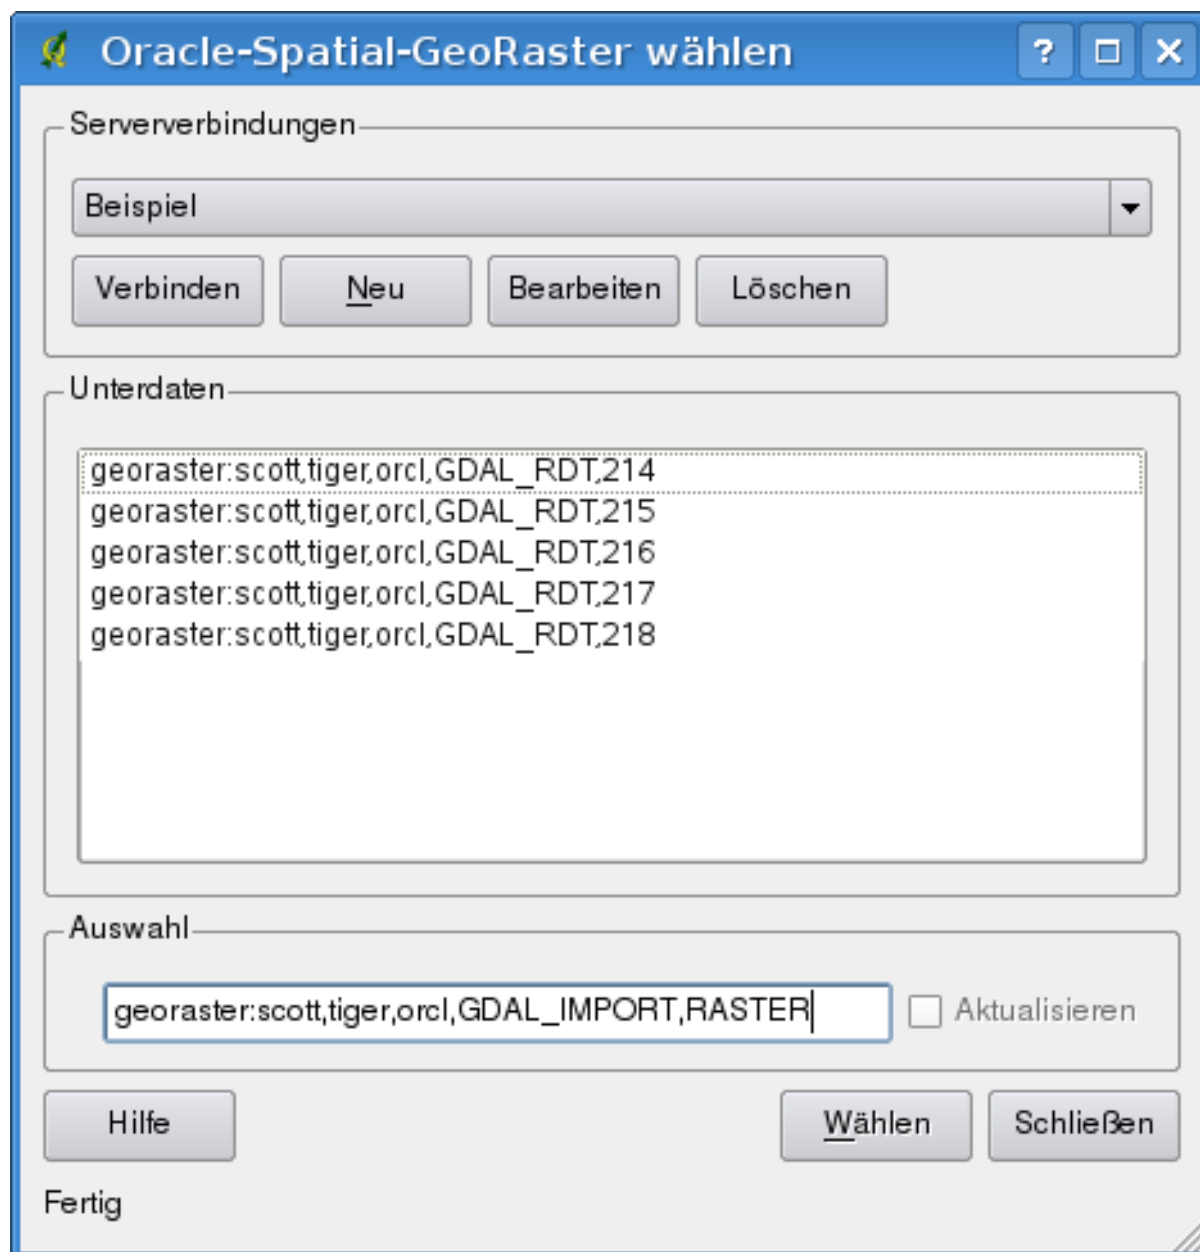 Oracle-Spatial-GeoRaster wählen
Serververbindungen
Beispiel
Verbinden Neu Bearbeiten Löschen
Unterdaten
georaster:scott,tiger,orcl,GDAL_RDT,214
georaster:scott,tiger,orcl,GDAL_RDT,215
georaster:scott,tiger,orcl,GDAL_RDT,216
georaster:scott,tiger,orcl,GDAL_RDT,217
georaster:scott,tiger,orcl,GDAL_RDT,218
Auswahl
georaster:scott,tiger,orcl,GDAL_IMPORT,RASTER Aktualisieren
Hilfe Wählen Schließen
Fertig